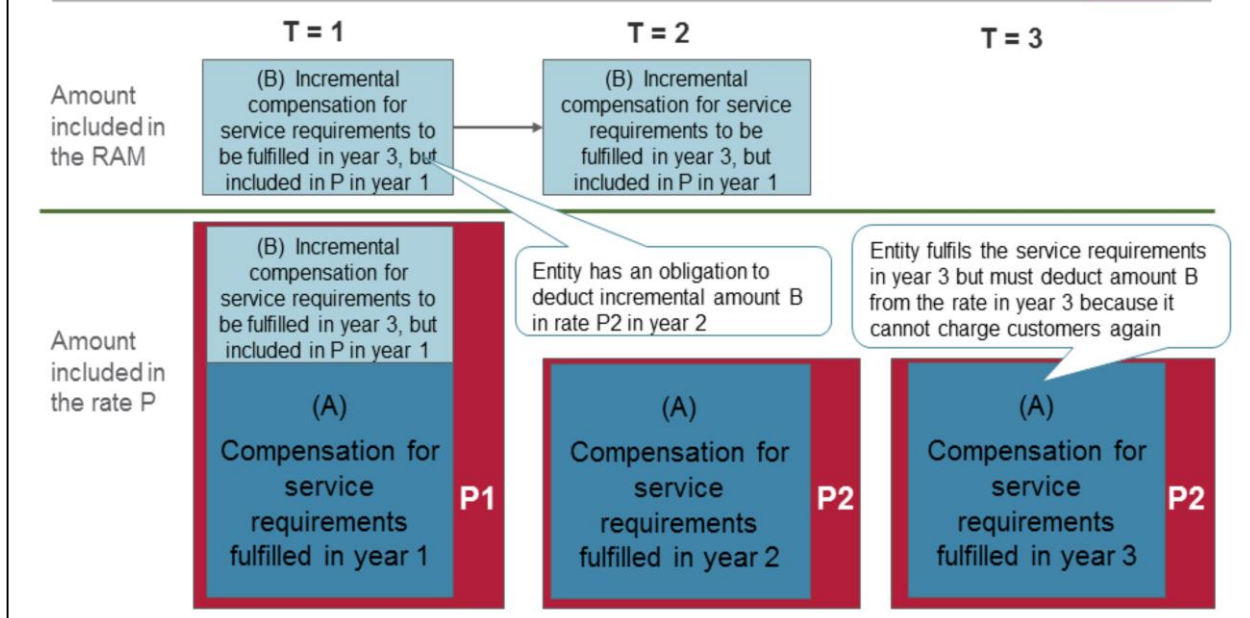 T = 1
T = 2
T = 3
Amount
included in
the RAM
(B) Incremental
compensation for
service requirements to
be fulfilled in year 3, but
included in P in year 1
(B) Incremental
compensation for service
requirements to be
fulfilled in year 3, but
included in P in year 1
Amount
included in
the rate P
(B) Incremental
compensation for
service requirements to
be fulfilled in year 3, but
included in P in year 1
(A)
Compensation for
service
requirements
fulfilled in year 1
P1
Entity has an obligation to
deduct incremental amount B
in rate P2 in year 2
(A)
Compensation for
service
requirements
fulfilled in year 2
P2
Entity fulfils the service requirements
in year 3 but must deduct amount B
from the rate in year 3 because it
cannot charge customers again
(A)
Compensation for
service
requirements
fulfilled in year 3
P2